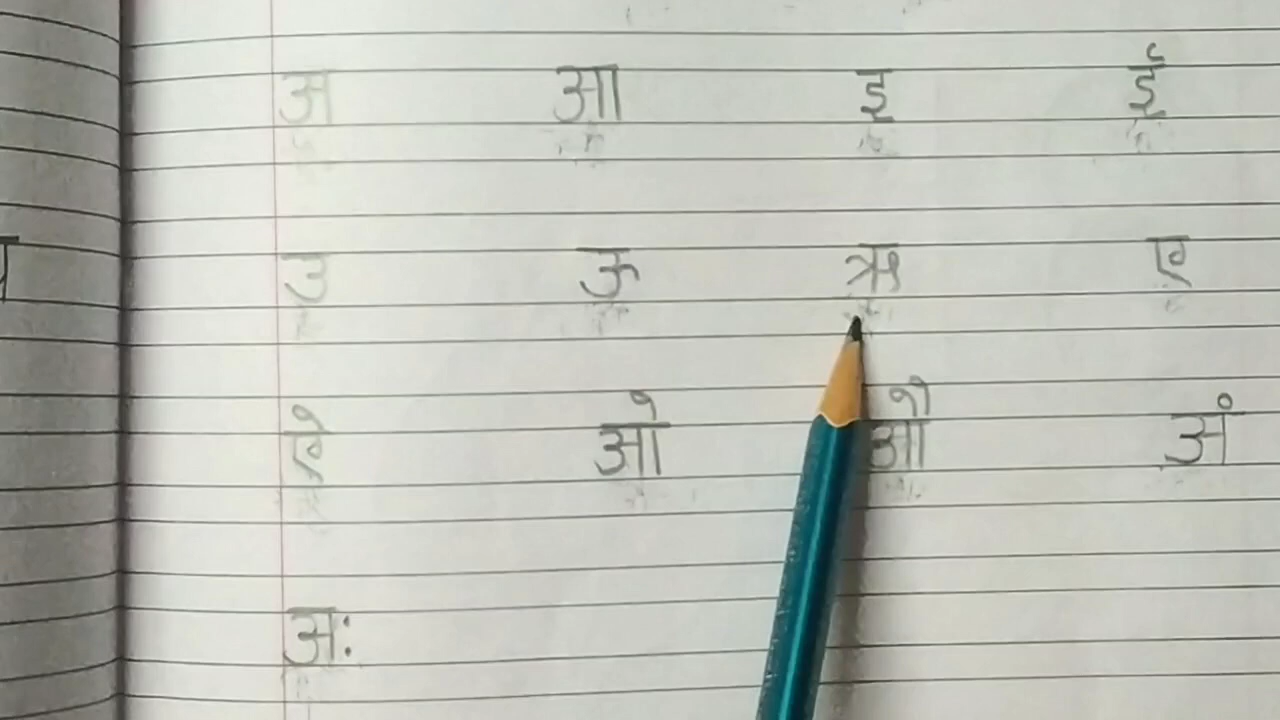 अ आ इ ई
उ ऊ ऋ ए
ऐ ओ औ अं
अः